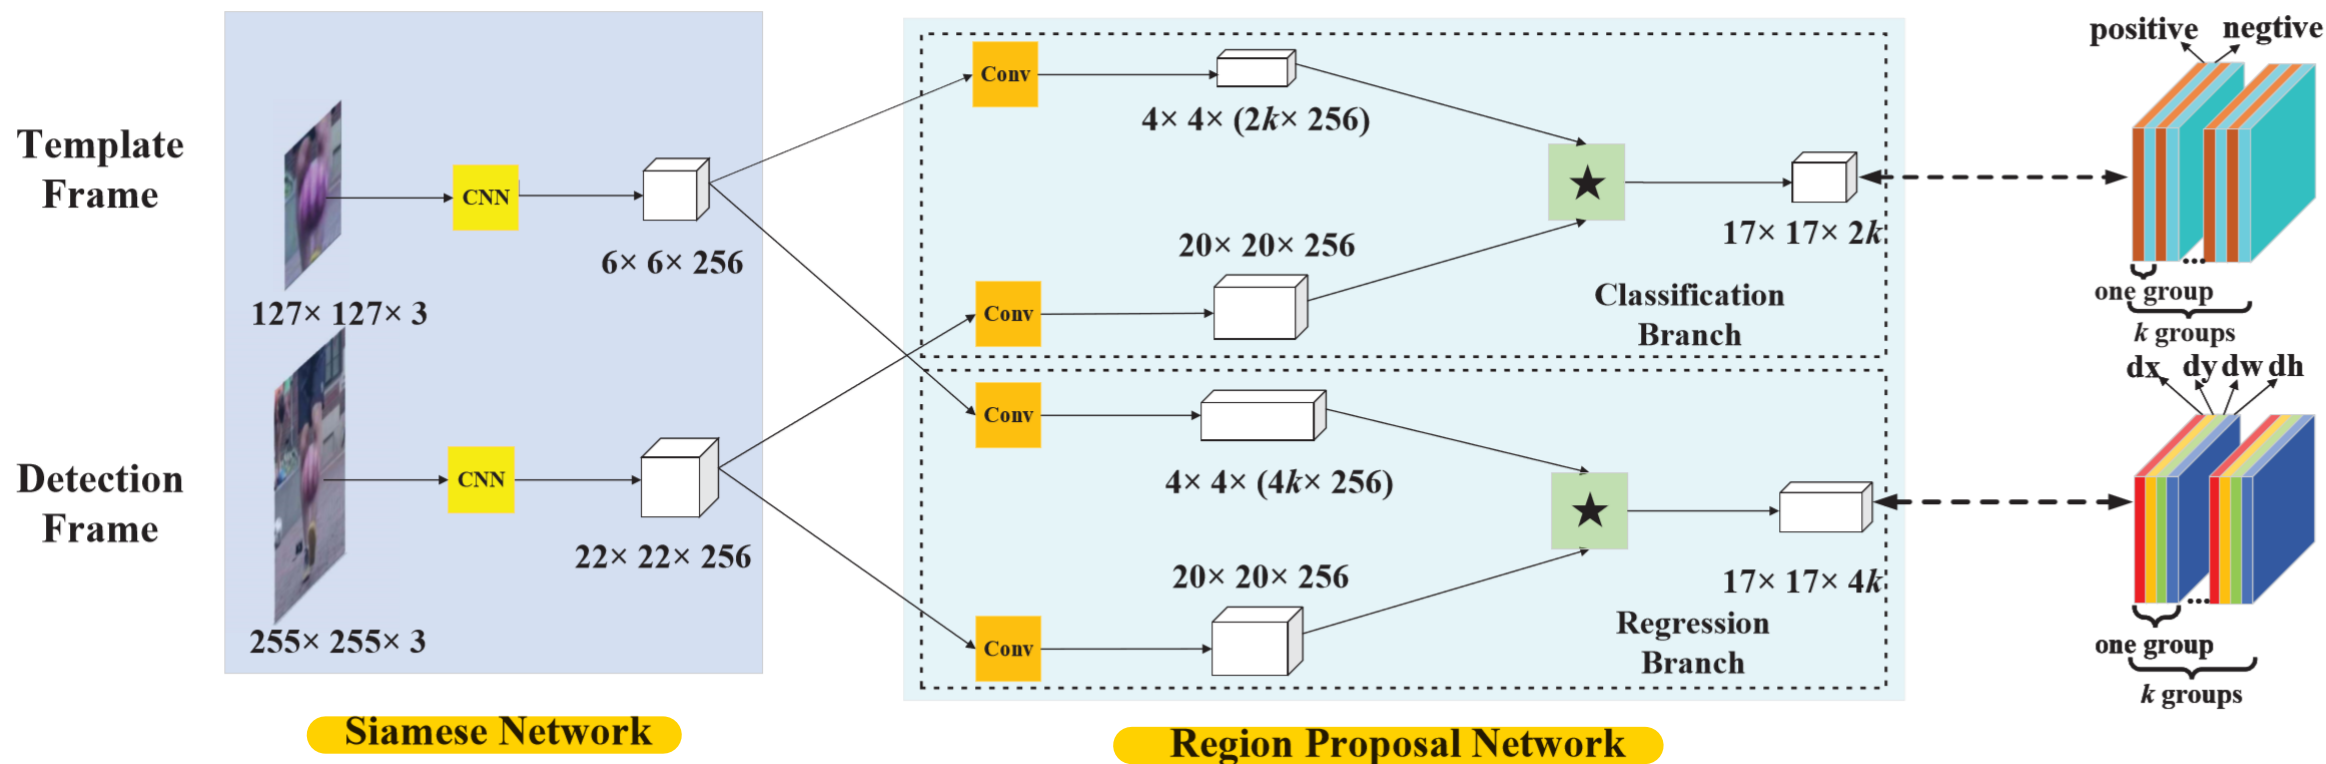 Template
Frame
127× 127× 3
CNN
6× 6× 256
Detection
Frame
255× 255× 3
CNN
22× 22× 256
Siamese Network
Conv
4× 4× (2k× 256)
Conv
20× 20× 256
★
17× 17× 2k
Classification
Branch
Conv
4× 4× (4k× 256)
Conv
20× 20× 256
★
17× 17× 4k
Regression
Branch
Region Proposal Network
positive negtive
...
one group
k groups
dx dy dw dh
...
one group
k groups